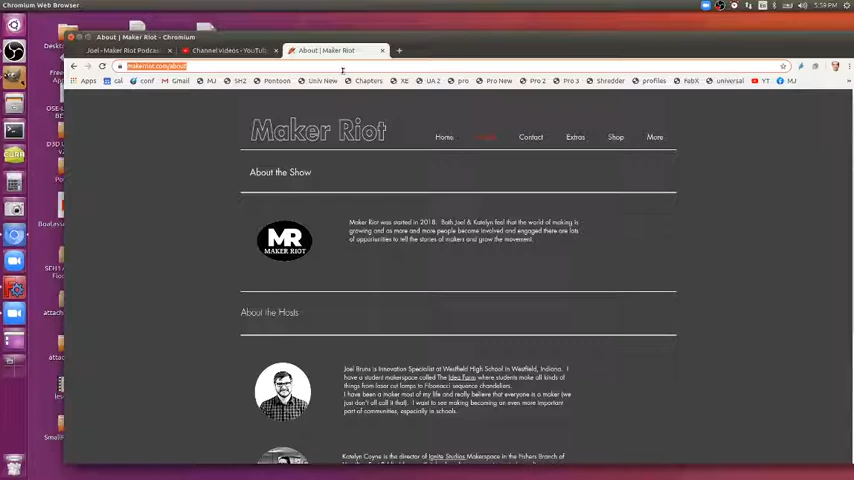 Chromium Web Browser
5:59 PM
About | Maker Riot - Chromium
Joel - Maker Riot Podcas
Channel videos - YouTu
About | Maker Riot
makerriot.com/about
Apps
cal
Gmail
conf
MJ
SH2
Pontoon
Univ New
Chapters
XE
UA 2
pro
Pro New
Pro 2
Pro 3
Shredder
profiles
FabX
universal
YT
MJ
Maker Riot
Home
Contact
Extras
Shop
More
About the Show
MR
MAKER RIOT
Maker Riot was started in 2018. Both Joel & Katelyn feel that the world of making is
growing and as more and more people become involved and engaged there are lots
of opportunities to tell the stories of makers and grow the movement.
About the Hosts
Joel Bruns is Innovation Specialist at Westfield High School in Westfield, Indiana. I
have a student makerspace called The Idea Farm where students make all kinds of
things from laser cut lamps to Fibonacci sequence chandeliers.
I have been a maker most of my life and really believe that everyone is a maker (we
just don't all call it that). I want to see making becoming an even more important
part of communities, especially in schools.
Katelyn Coyne is the director of Ignite Studios Makerspace in the Fishers Branch of